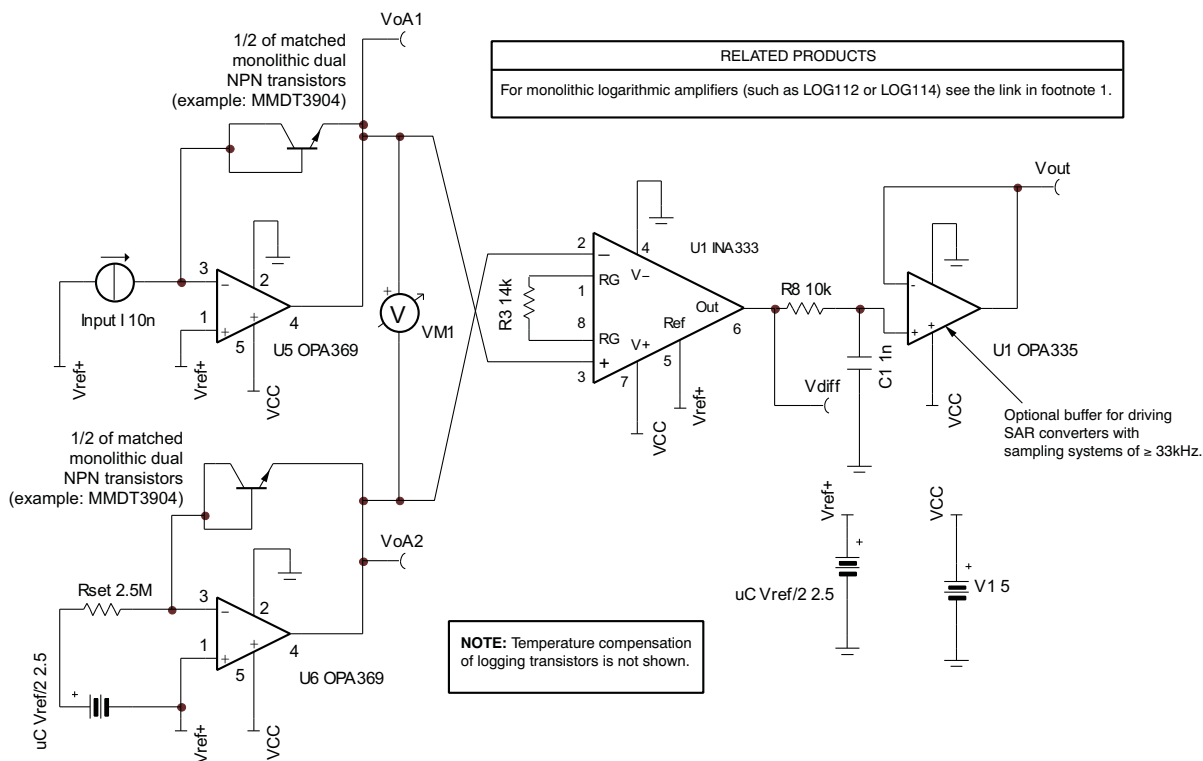 VoA1
1/2 of matched
monolithic dual
NPN transistors
(example: MMDT3904)
RELATED PRODUCTS
For monolithic logarithmic amplifiers (such as LOG112 or LOG114) see the link in footnote 1.
Input I 10n
Vref+
3
2
1
5
4
U5 OPA369
Vref+
VCC
V
+
VM1
2
4
U1 INA333
RG
V−
1
R3 14k
8
RG
V+
Ref
Out
6
3
7
5
VCC
Vref+
R8 10k
C1 1n
Vdiff
Vout
U1 OPA335
VCC
Optional buffer for driving
SAR converters with
sampling systems of ≥ 33kHz.
1/2 of matched
monolithic dual
NPN transistors
(example: MMDT3904)
VoA2
Rset 2.5M
3
2
1
5
4
U6 OPA369
uC Vref/2 2.5
+
Vref+
VCC
NOTE: Temperature compensation
of logging transistors is not shown.
Vref+
+
uC Vref/2 2.5
VCC
+
V1 5